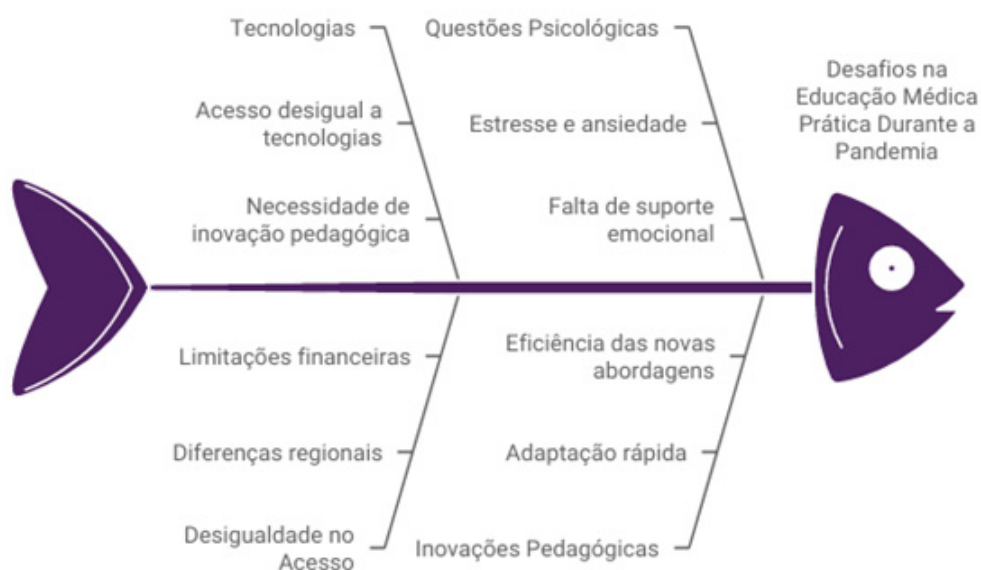 Tecnologias
Acesso desigual a
tecnologias
Necessidade de
inovação pedagógica
Questões Psicológicas
Estresse e ansiedade
Falta de suporte
emocional
Desafios na
Educação Médica
Prática Durante a
Pandemia
Limitações financeiras
Diferenças regionais
Desigualdade no
Acesso
Eficiência das novas
abordagens
Adaptação rápida
Inovações Pedagógicas